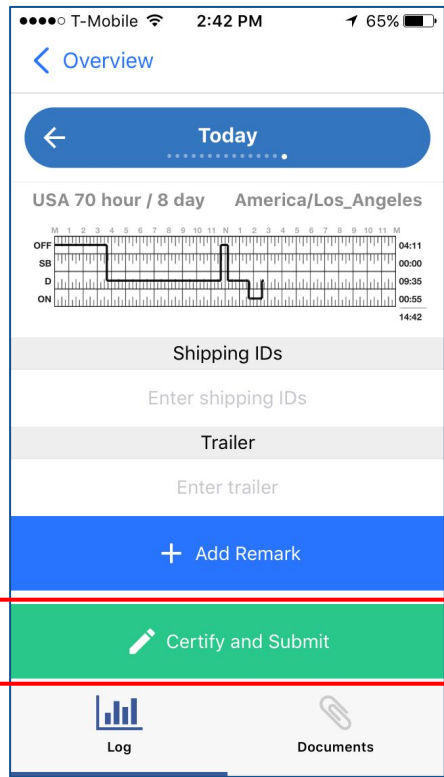 T-Mobile 2:42 PM 65%
Overview
Today
USA 70 hour / 8 day America/Los_Angeles
M 1 2 3 4 5 6 7 8 9 10 11 N 1 2 3 4 5 6 7 8 9 10 11 M
OFF 04:11
SB 00:00
D 09:35
ON 00:55
14:42
Shipping IDs
Enter shipping IDs
Trailer
Enter trailer
+ Add Remark
Certify and Submit
Log Documents